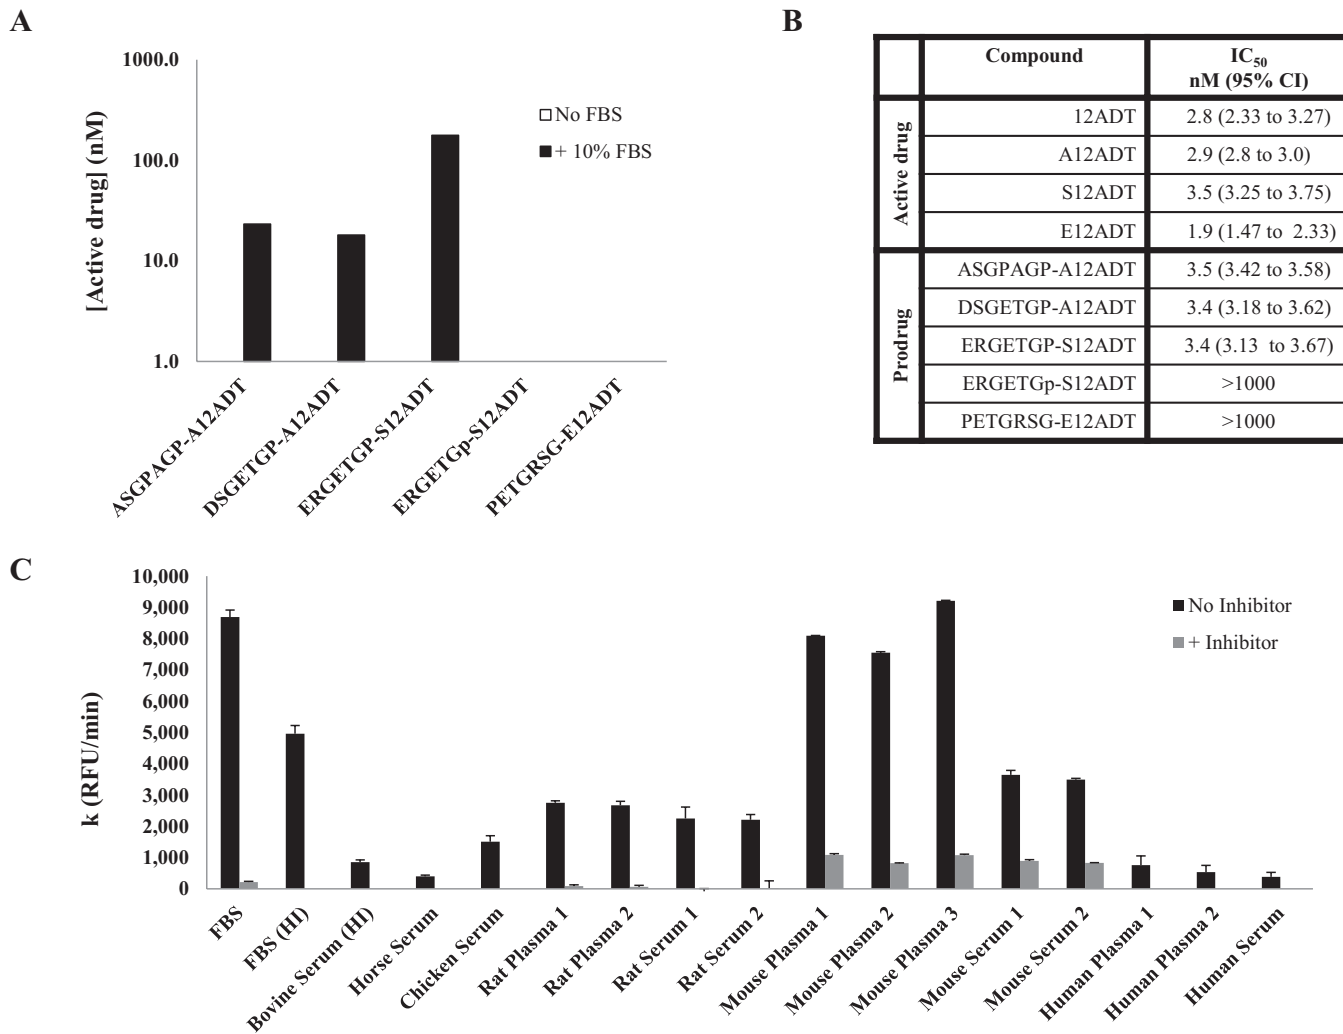 A
1000.0
100.0
10.0
1.0
[Active drug] (nM)
No FBS
+ 10% FBS
ASGPAGP-A12ADT
DSGETGP-A12ADT
ERGETGP-S12ADT
ERGETGp-S12ADT
PETGRSG-E12ADT
B
Compound
IC50
nM (95% CI)
Active drug
12ADT 2.8 (2.33 to 3.27)
A12ADT 2.9 (2.8 to 3.0)
S12ADT 3.5 (3.25 to 3.75)
E12ADT 1.9 (1.47 to 2.33)
Prodrug
ASGPAGP-A12ADT 3.5 (3.42 to 3.58)
DSGETGP-A12ADT 3.4 (3.18 to 3.62)
ERGETGP-S12ADT 3.4 (3.13 to 3.67)
ERGETGp-S12ADT >1000
PETGRSG-E12ADT >1000
C
10,000
9,000
8,000
7,000
6,000
5,000
4,000
3,000
2,000
1,000
0
k (RFU/min)
No Inhibitor
+ Inhibitor
FBS
FBS (HI)
Bovine Serum (HI)
Horse Serum
Chicken Serum
Rat Plasma 1
Rat Plasma 2
Rat Serum 1
Rat Serum 2
Mouse Plasma 1
Mouse Plasma 2
Mouse Plasma 3
Mouse Serum 1
Mouse Serum 2
Human Plasma 1
Human Plasma 2
Human Serum